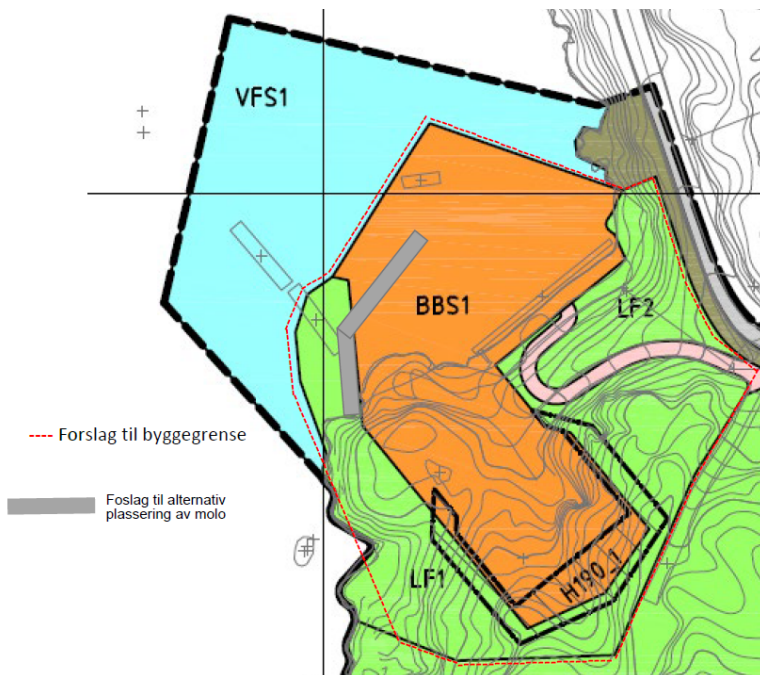 VFS1
BBS1
LF2
---- Forslag til byggegrense
Foslag til alternativ
plassering av molo
LF1
H190_1